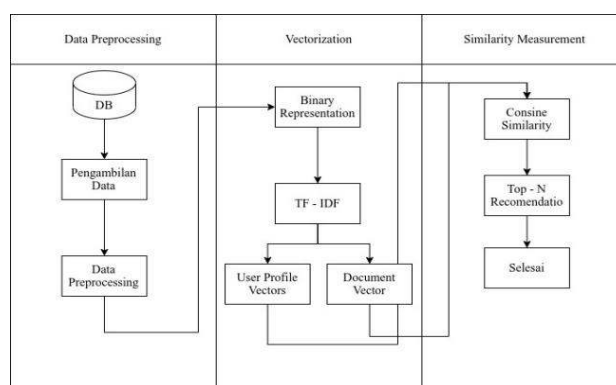 Data Preprocessing
Vectorization
Similarity Measurement
DB
Pengambilan
Data
Data
Preprocessing
Binary
Representation
TF - IDF
User Profile
Vectors
Document
Vector
Consine
Similarity
Top - N
Recomendatio
Selesai